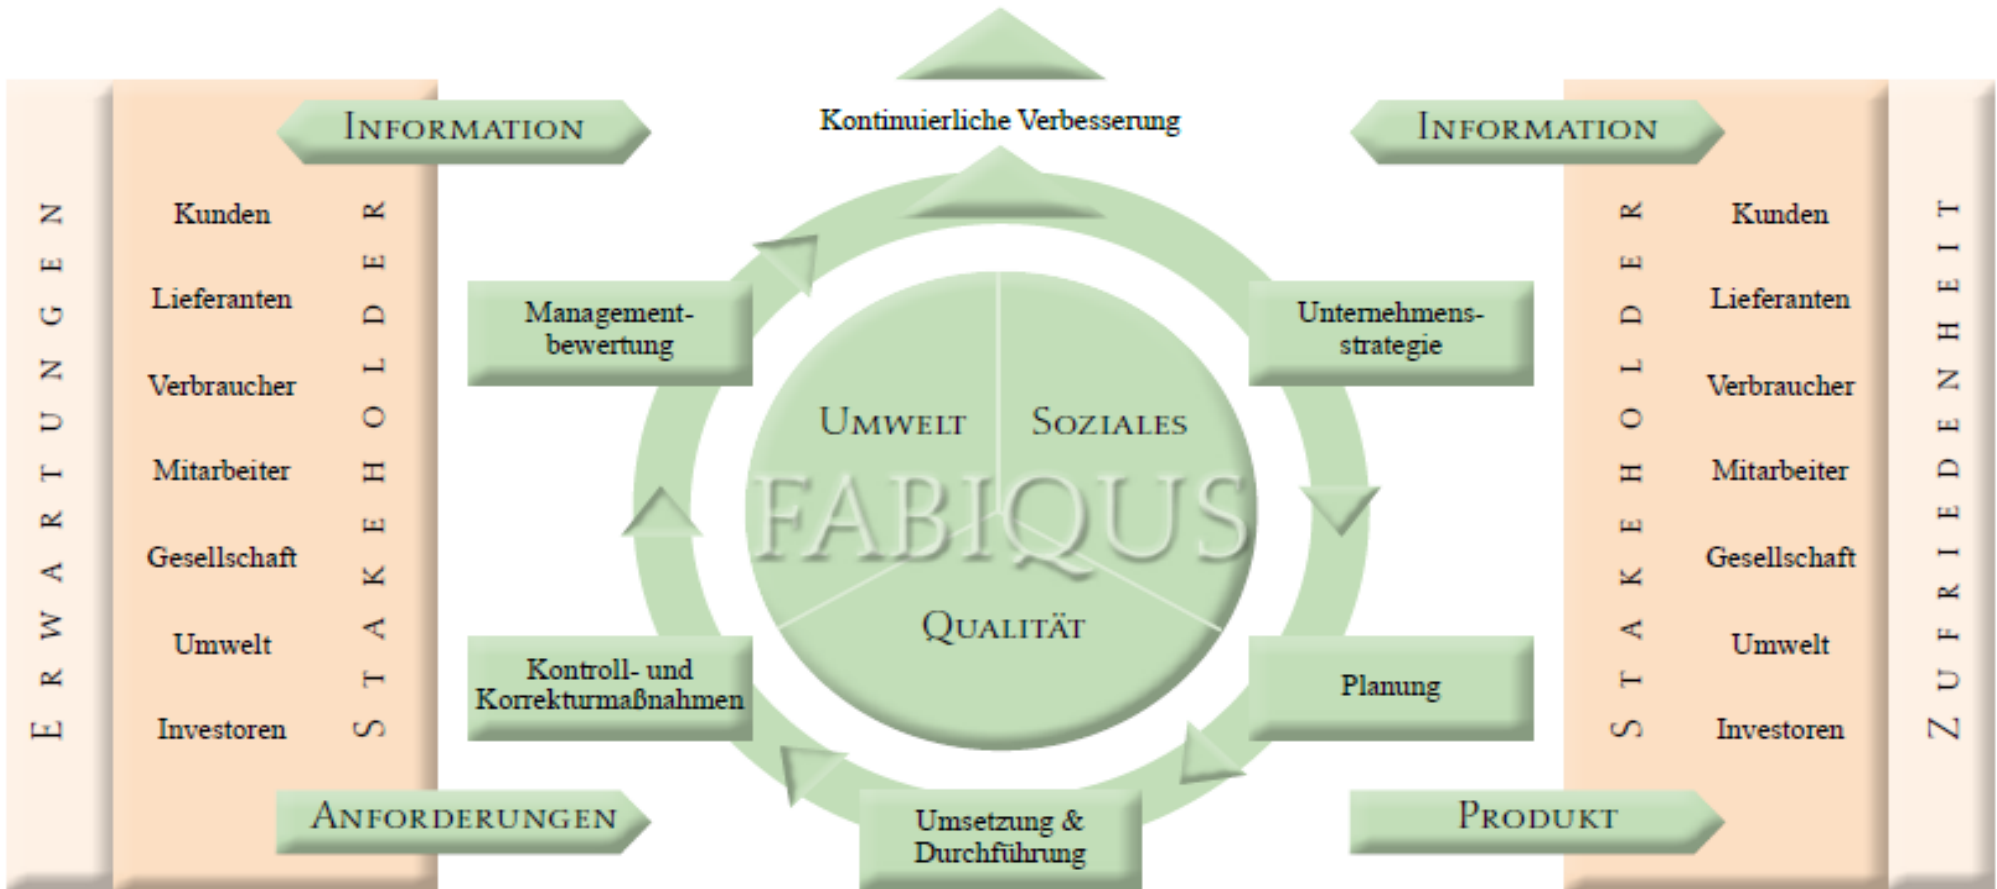 ERWARTUNGEN
INFORMATION
Kunden
Lieferanten
Verbraucher
Mitarbeiter
Gesellschaft
Umwelt
Investoren
STAKEHOLDER
ANFORDERUNGEN
Kontinuierliche Verbesserung
Management-
bewertung
Unternehmens-
strategie
UMWELT
SOZIALES
FABIQUS
QUALITÄT
Kontroll- und
Korrekturmaßnahmen
Planung
Umsetzung &
Durchführung
INFORMATION
STAKEHOLDER
Kunden
Lieferanten
Verbraucher
Mitarbeiter
Gesellschaft
Umwelt
Investoren
PRODUKT
ZUFRIEDENHEIT